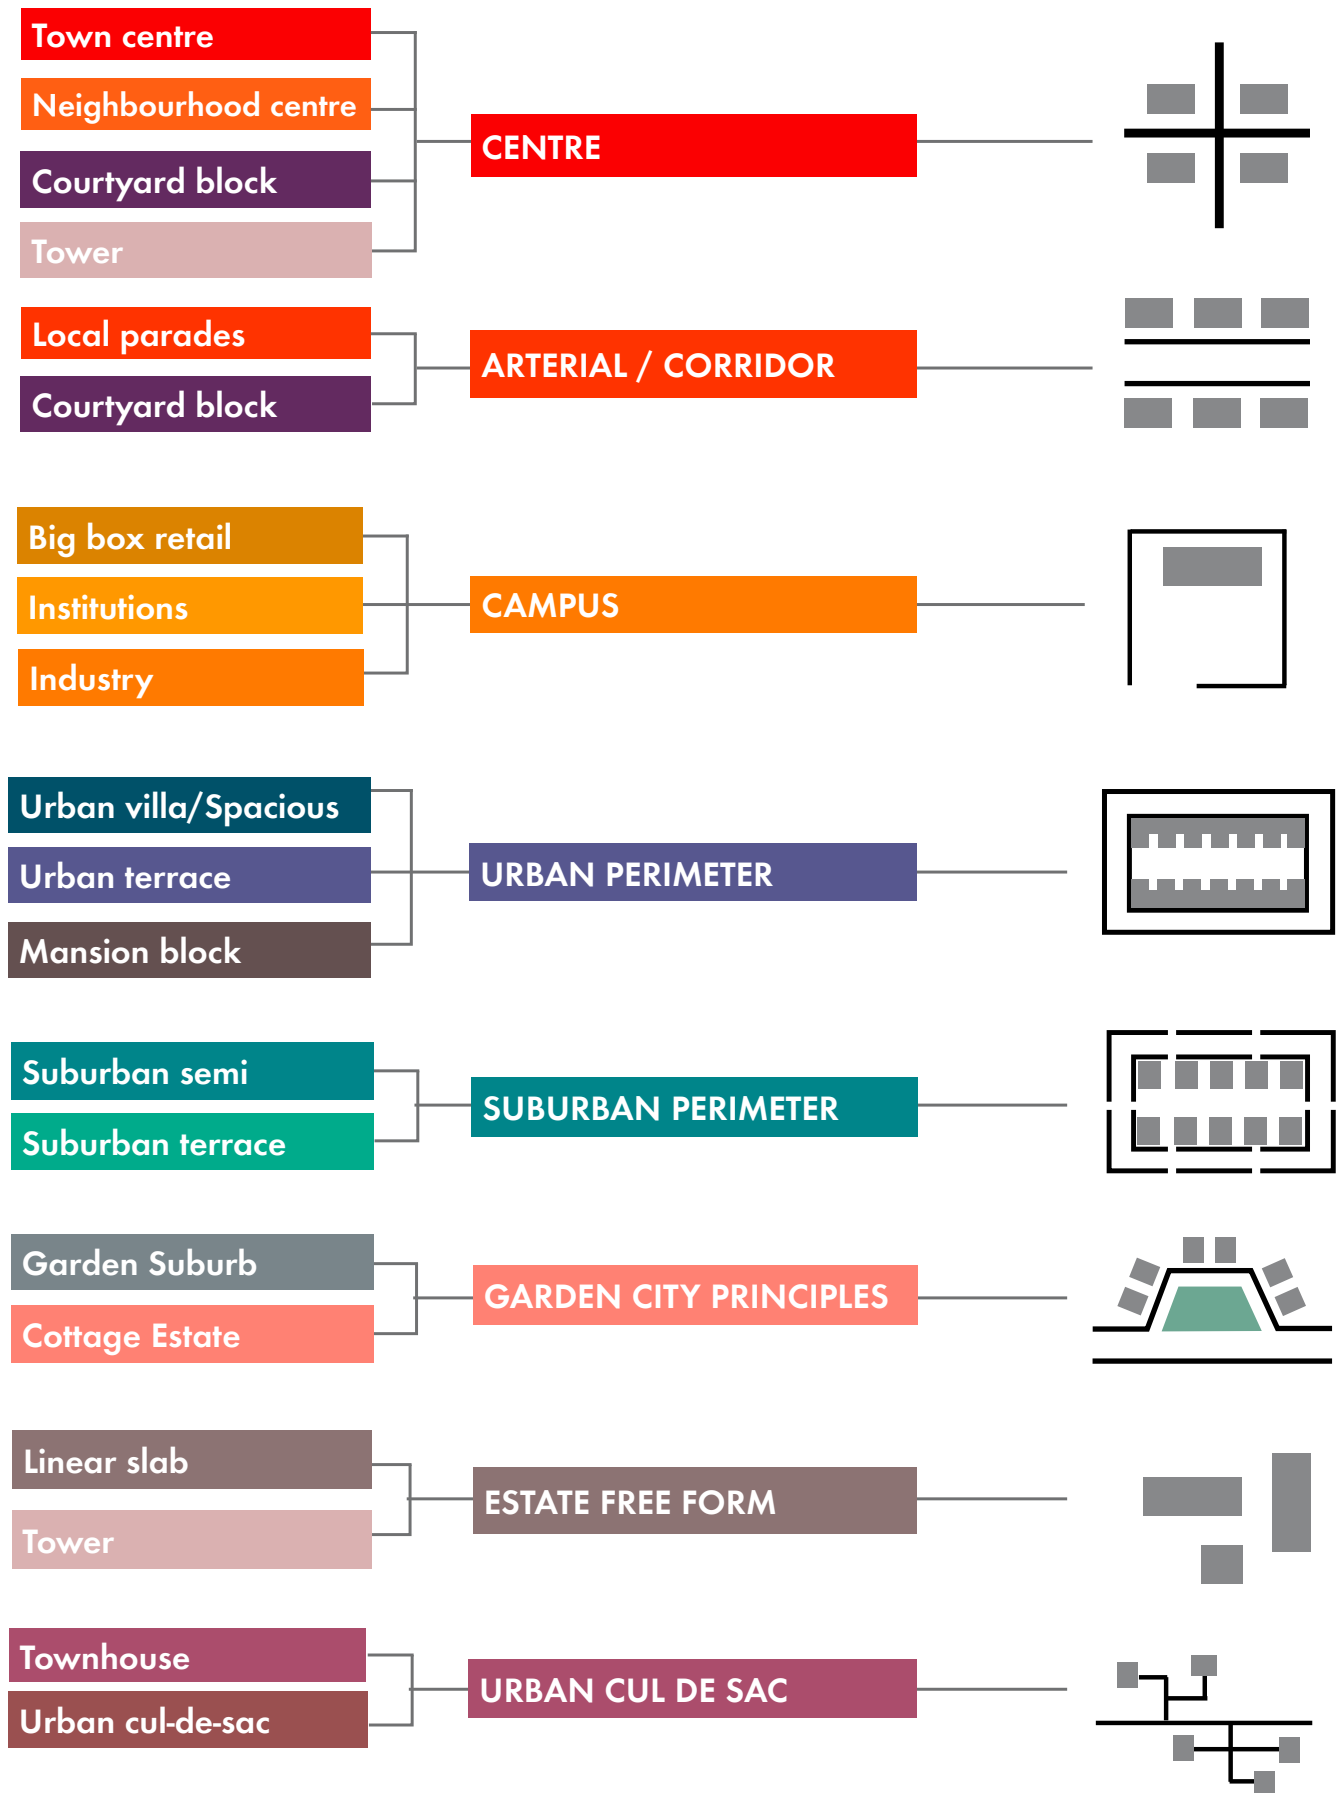 Town centre
Neighbourhood centre
Courtyard block
Tower
CENTRE
Local parades
Courtyard block
ARTERIAL / CORRIDOR
Big box retail
Institutions
Industry
CAMPUS
Urban villa/Spacious
Urban terrace
Mansion block
URBAN PERIMETER
Suburban semi
Suburban terrace
SUBURBAN PERIMETER
Garden Suburb
Cottage Estate
GARDEN CITY PRINCIPLES
Linear slab
Tower
ESTATE FREE FORM
Townhouse
Urban cul-de-sac
URBAN CUL DE SAC